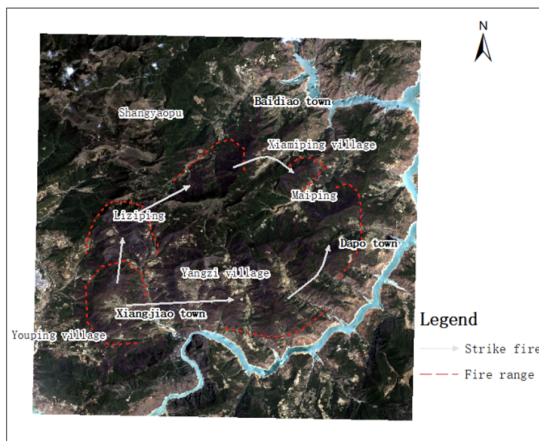 N
Baidiao town
Shangyaopu
Xiamiping village
Maiping
Liziping
Dapo town
Yangzi village
Xiangjiao town
Youping village
Legend
Strike fire
Fire range